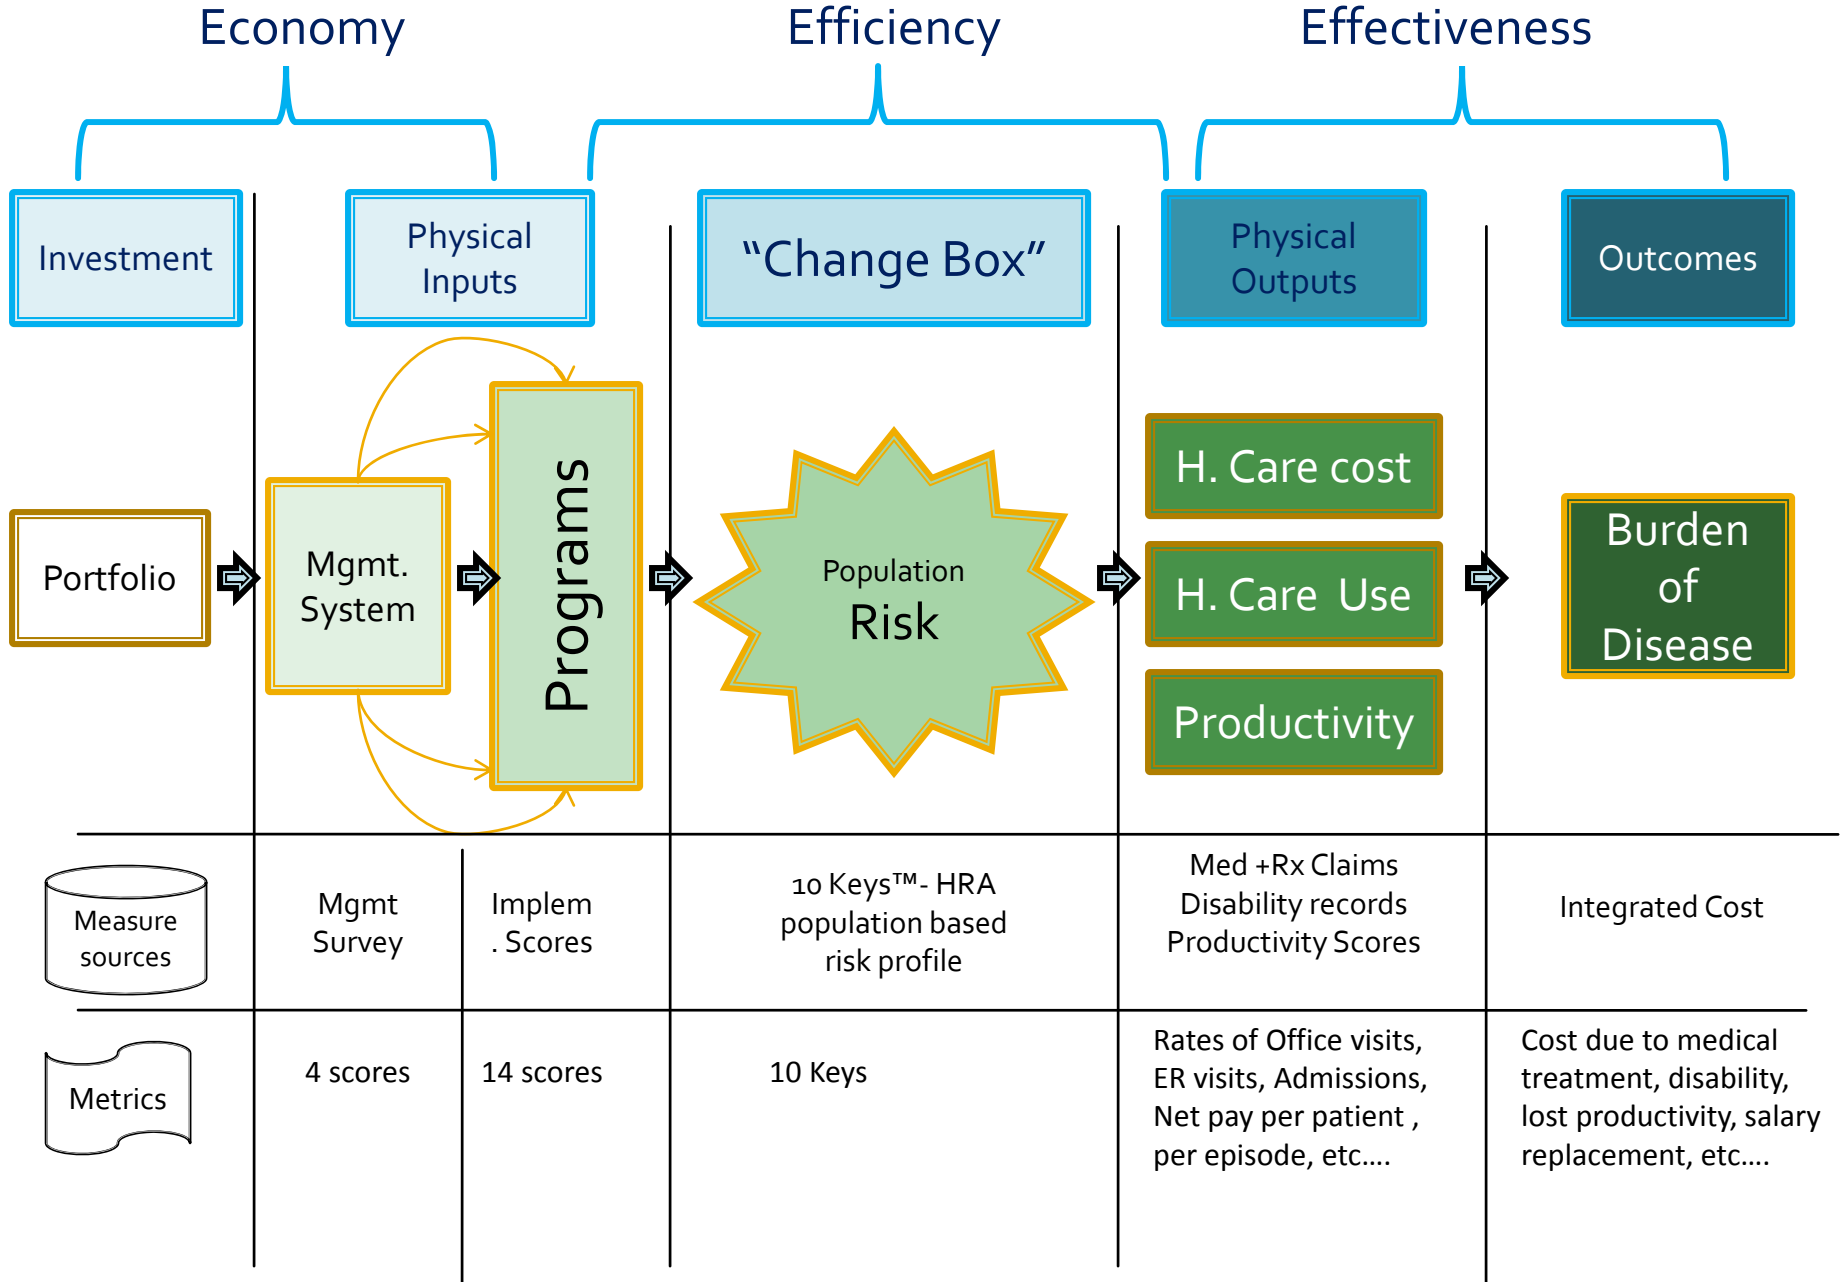 Economy
Efficiency
Effectiveness
Investment
Physical
Inputs
“Change Box”
Physical
Outputs
Outcomes
Portfolio
Mgmt.
System
Programs
Population
Risk
H. Care cost
H. Care Use
Productivity
Burden
of
Disease
Measure
sources
Mgmt
Survey
Implem
. Scores
10 Keys™- HRA
population based
risk profile
Med +Rx Claims
Disability records
Productivity Scores
Integrated Cost
Metrics
4 scores
14 scores
10 Keys
Rates of Office visits,
ER visits, Admissions,
Net pay per patient ,
per episode, etc....
Cost due to medical
treatment, disability,
lost productivity, salary
replacement, etc....